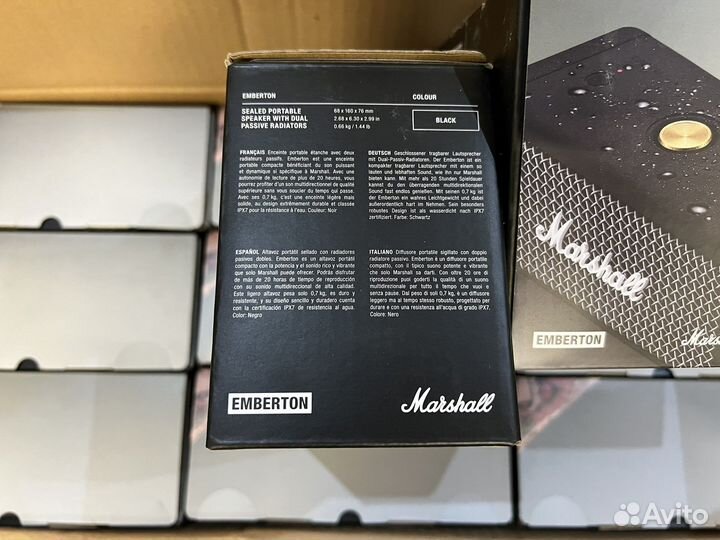 EMBERTON
COLOUR
SEALED PORTABLE
SPEAKER WITH DUAL
PASSIVE RADIATORS
68 x 160 x 76 mm
2.68 x 6.30 x 2.99 in
0.66 kg / 1.44 lb
BLACK
FRANÇAIS Enceinte portable étanche avec deux
radiateurs passifs. Emberton est une enceinte
portable compacte bénéficiant du son puissant
et dynamique si spécifique à Marshall. Avec une
autonomie de lecture de plus de 20 heures, vous
pourrez profiter d'un son multidirectionnel de qualité
supérieure sans vous soucier du temps qui passe.
Avec ses 0,7 kg, c'est une enceinte légère mais
solide, au design extrêmement durable et classée
IPX7 pour la résistance à l'eau. Couleur: Noir
DEUTSCH Geschlossener tragbarer Lautsprecher
mit Dual-Passiv-Radiatoren. Der Emberton ist ein
kompakter tragbarer Lautsprecher mit einem so
lauten und lebhaften Sound, wie ihn nur Marshall
bieten kann. Mit mehr als 20 Stunden Spieldauer
kannst du den überragenden multidirektionalen
Sound fast endlos genießen. Mit seinen 0,7 kg ist
der Emberton ein wahres Leichtgewicht und dabei
außerordentlich hart im Nehmen. Sein besonders
robustes Design ist als wasserdicht nach IPX7
zertifiziert. Farbe: Schwartz
ESPAÑOL Altavoz portátil sellado con radiadores
pasivos dobles. Emberton es un altavoz portátil
compacto con la potencia y el sonido rico y vibrante
que solo Marshall puede ofrecer. Podrás disfrutar
de más de 20 horas de tiempo de reproducción
con su sonido multidireccional de alta calidad.
Este ligero altavoz pesa solo 0,7 kg, es duro y
resistente, y su diseño sencillo y duradero cuenta
con la certificación IPX7 de resistencia al agua.
Color: Negro
ITALIANO Diffusore portatile sigillato con doppio
radiatore passivo. Emberton è un diffusore portatile
compatto, con il tipico suono potente e vibrante
che solo Marshall sa darti. Con oltre 20 ore di
riproduzione puoi goderti la qualità di un suono
multidirezionale per tutto il tempo che vuoi e
senza pause. Dal peso di soli 0,7 kg, è un diffusore
leggero ma al tempo stesso robusto, progettato per
durare e con una resistenza all'acqua di grado IPX7.
Colore: Nero
EMBERTON
Marshall
Marshall
EMBERTON
Marsh
Avito